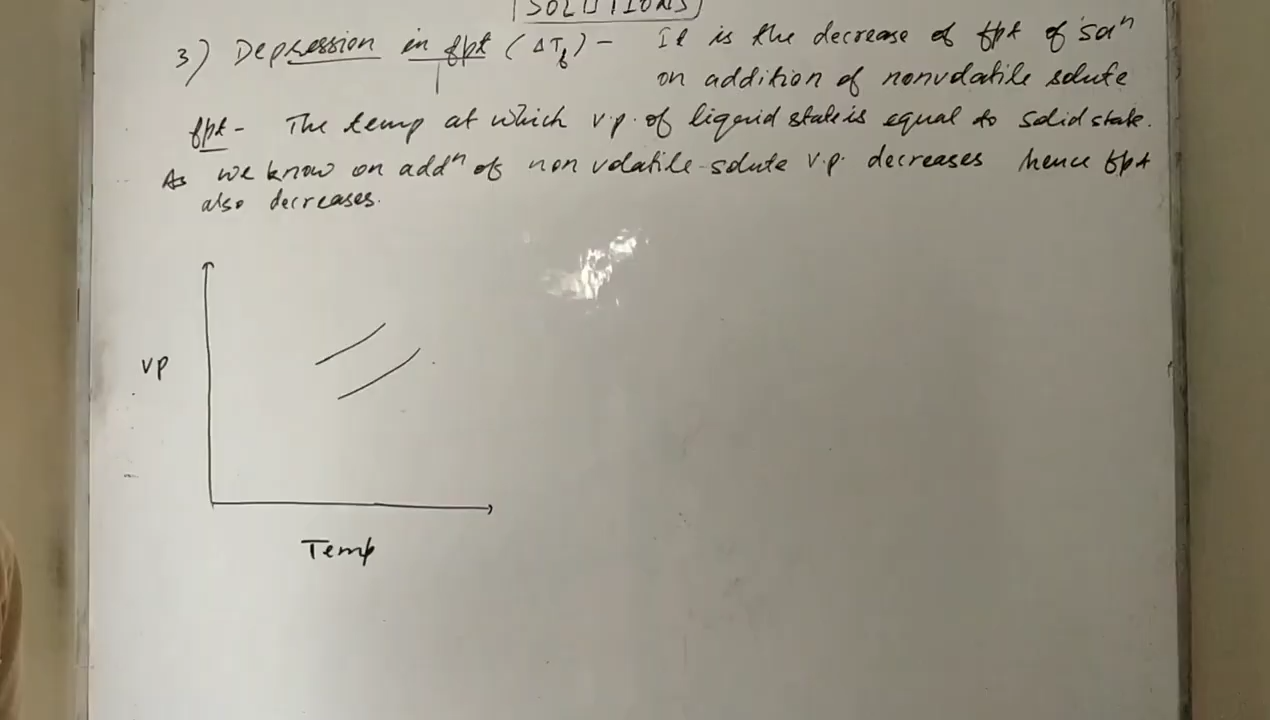 SOLUTIONS
3) Depression in fpt (ΔTf) - It is the decrease of fpt of solⁿ
on addition of nonvolatile solute
fpt - The temp at which v.p. of liquid state is equal to solid state.
As we know on addⁿ of non volatile solute v.p. decreases hence fpt
also decreases.
VP
Temp